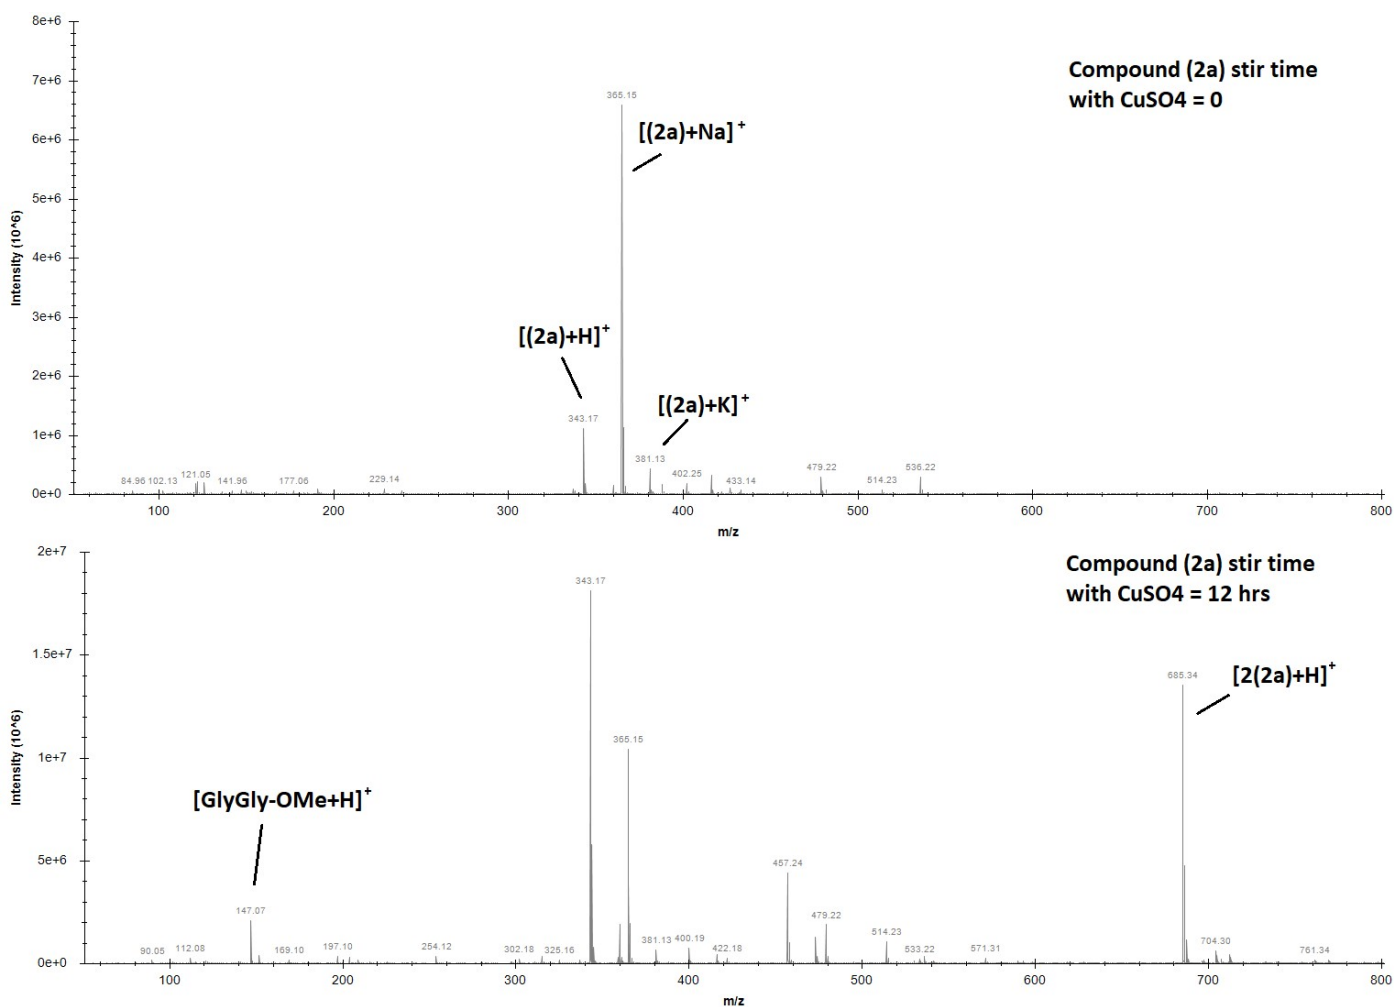 8e+6
7e+6
6e+6
5e+6
4e+6
3e+6
2e+6
1e+6
0e+0
Intensity (10^6)
Compound (2a) stir time
with CuSO4 = 0
365.15
[(2a)+Na]+
[(2a)+H]+
343.17
[(2a)+K]+
381.13
84.96 102.13 121.05 141.96 177.06 229.14 402.25 433.14 479.22 514.23 536.22
100 200 300 400 500 600 700 800
m/z
2e+7
1.5e+7
1e+7
5e+6
0e+0
Intensity (10^6)
Compound (2a) stir time
with CuSO4 = 12 hrs
343.17
685.34
[2(2a)+H]+
365.15
[GlyGly-OMe+H]+
147.07
457.24
479.22
90.05 112.08 169.10 197.10 254.12 302.18 325.16 381.13 400.19 422.18 514.23 533.22 571.31 704.30 761.34
100 200 300 400 500 600 700 800
m/z